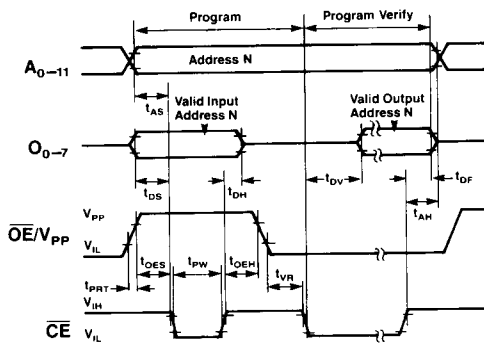 Program
Program Verify
A0–11
Address N
tAS
Valid Input
Address N
Valid Output
Address N
O0–7
tDS
tDH
tDV
tDF
tAH
VPP
OE/VPP
VIL
tPRT
tOES
tPW
tOEH
tVR
VIH
CE
VIL